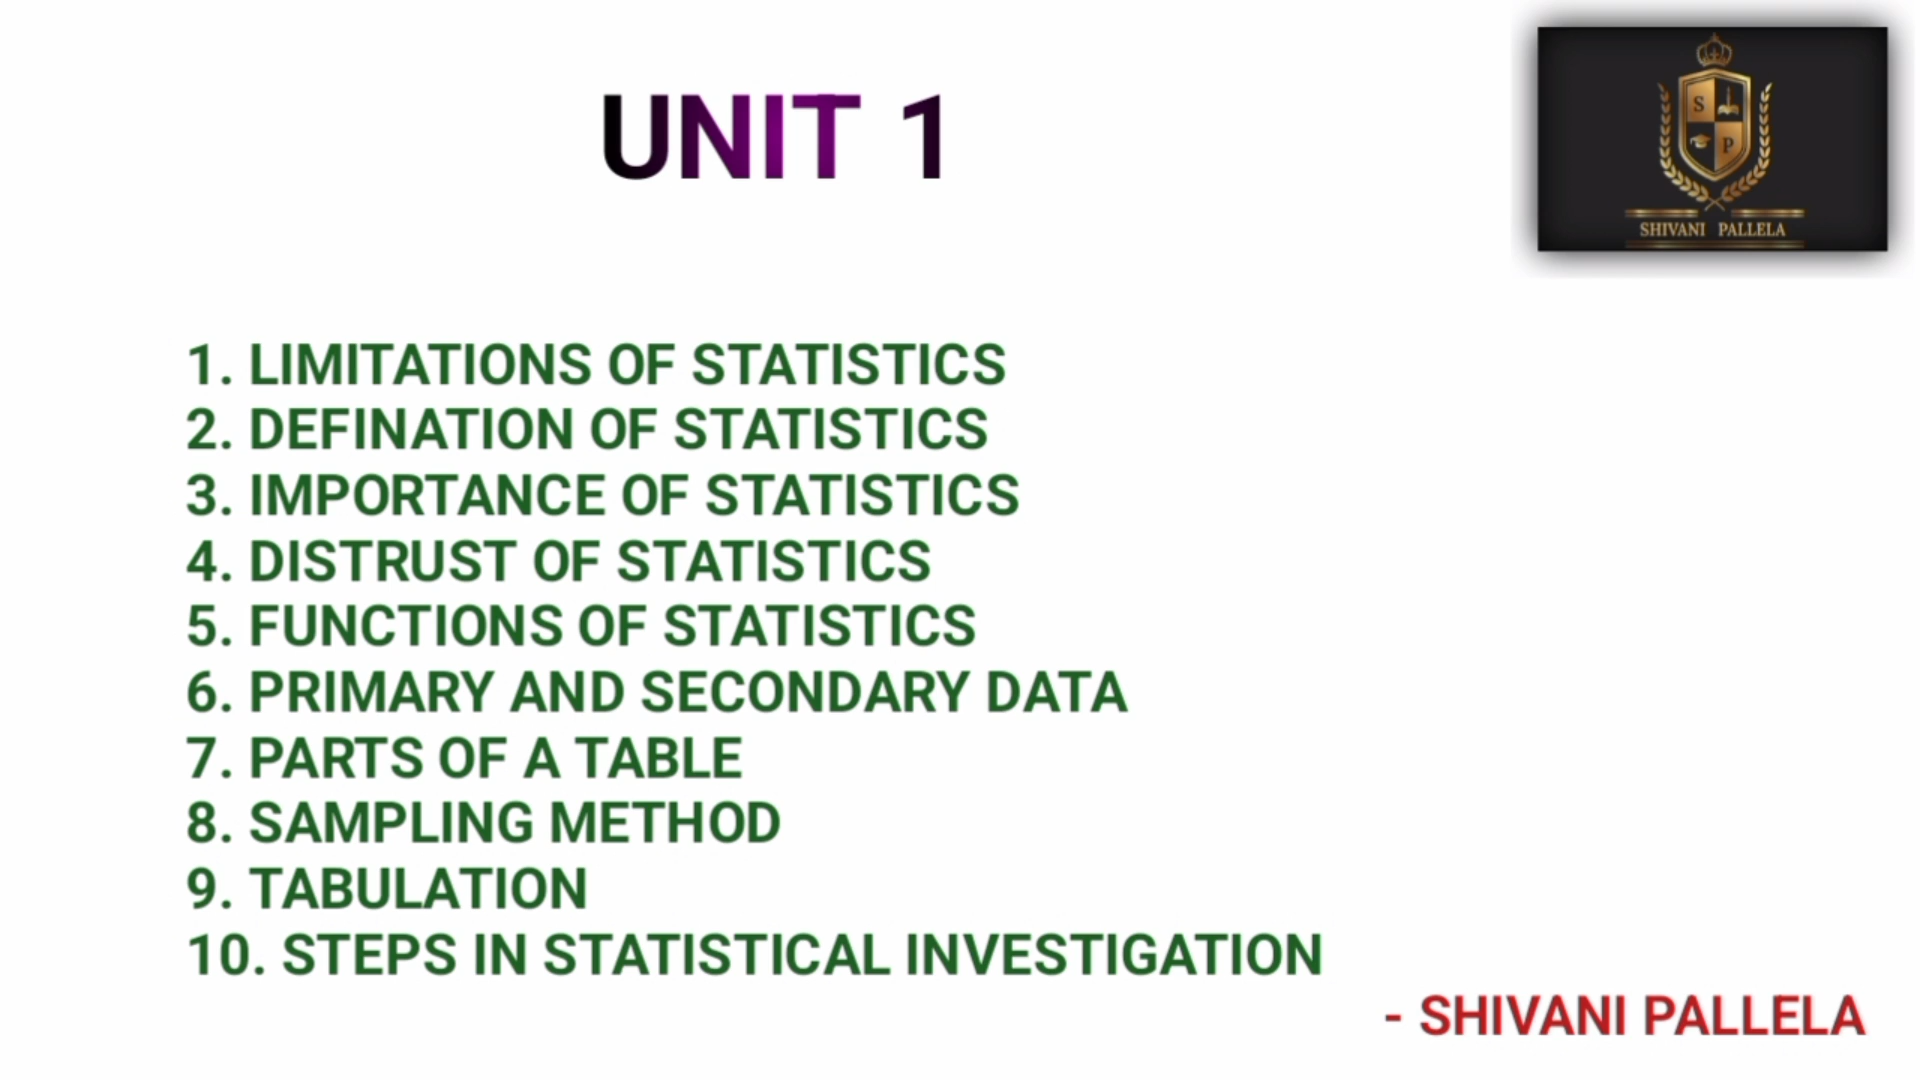 UNIT 1
S
P
SHIVANI PALLELA
1. LIMITATIONS OF STATISTICS
2. DEFINATION OF STATISTICS
3. IMPORTANCE OF STATISTICS
4. DISTRUST OF STATISTICS
5. FUNCTIONS OF STATISTICS
6. PRIMARY AND SECONDARY DATA
7. PARTS OF A TABLE
8. SAMPLING METHOD
9. TABULATION
10. STEPS IN STATISTICAL INVESTIGATION
- SHIVANI PALLELA